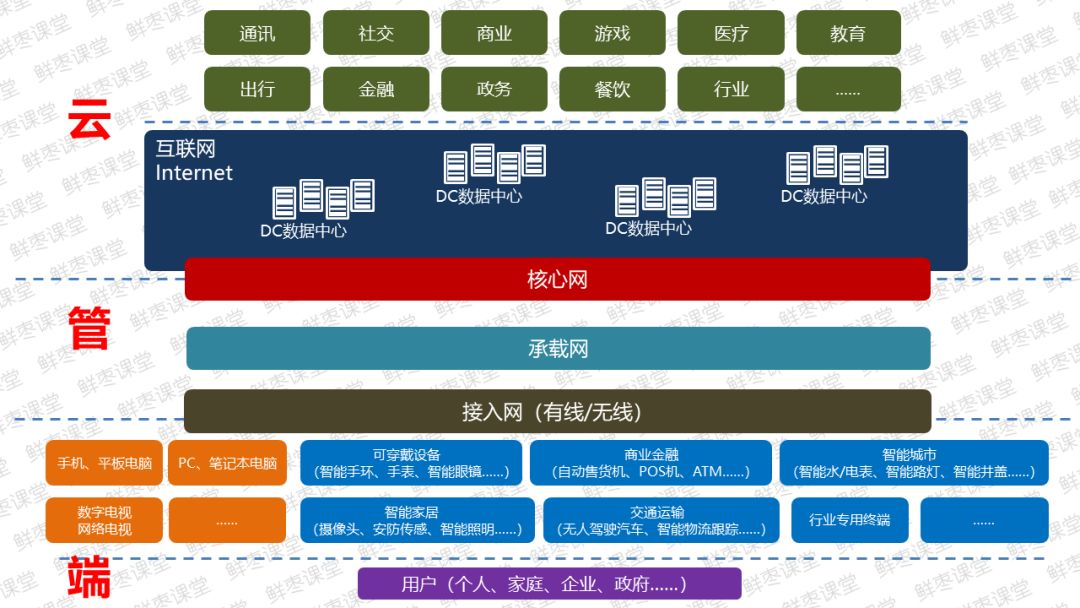 通讯
社交
商业
游戏
医疗
教育
出行
金融
政务
餐饮
行业
......
云
互联网
Internet
DC数据中心
DC数据中心
DC数据中心
DC数据中心
核心网
管
承载网
接入网（有线/无线）
手机、平板电脑
PC、笔记本电脑
可穿戴设备
（智能手环、手表、智能眼镜......）
商业金融
（自动售货机、POS机、ATM......）
智能城市
（智能水/电表、智能路灯、智能井盖......）
数字电视
网络电视
......
智能家居
（摄像头、安防传感、智能照明......）
交通运输
（无人驾驶汽车、智能物流跟踪......）
行业专用终端
......
端
用户（个人、家庭、企业、政府......）
鲜枣课堂